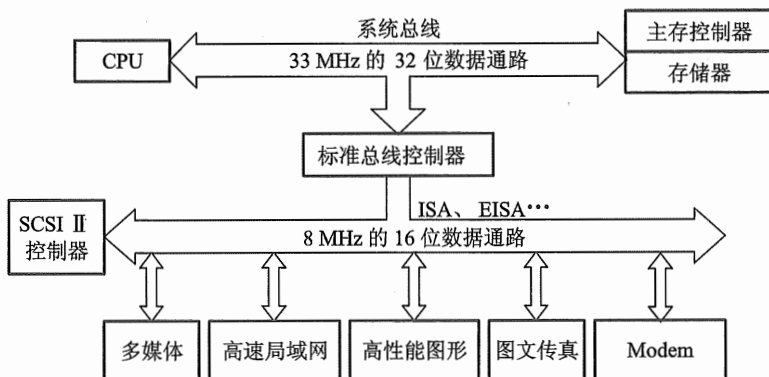 系统总线
CPU
33 MHz 的 32 位数据通路
主存控制器
存储器
标准总线控制器
ISA、EISA…
SCSI Ⅱ
控制器
8 MHz 的 16 位数据通路
多媒体
高速局域网
高性能图形
图文传真
Modem